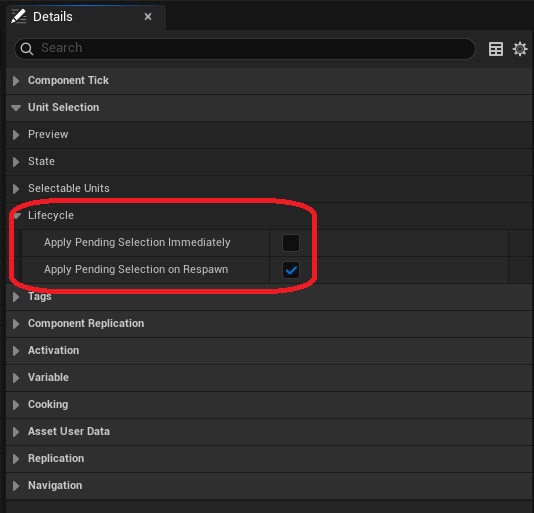 Details
Search
Component Tick
Unit Selection
Preview
State
Selectable Units
Lifecycle
Apply Pending Selection Immediately
Apply Pending Selection on Respawn
Tags
Component Replication
Activation
Variable
Cooking
Asset User Data
Replication
Navigation